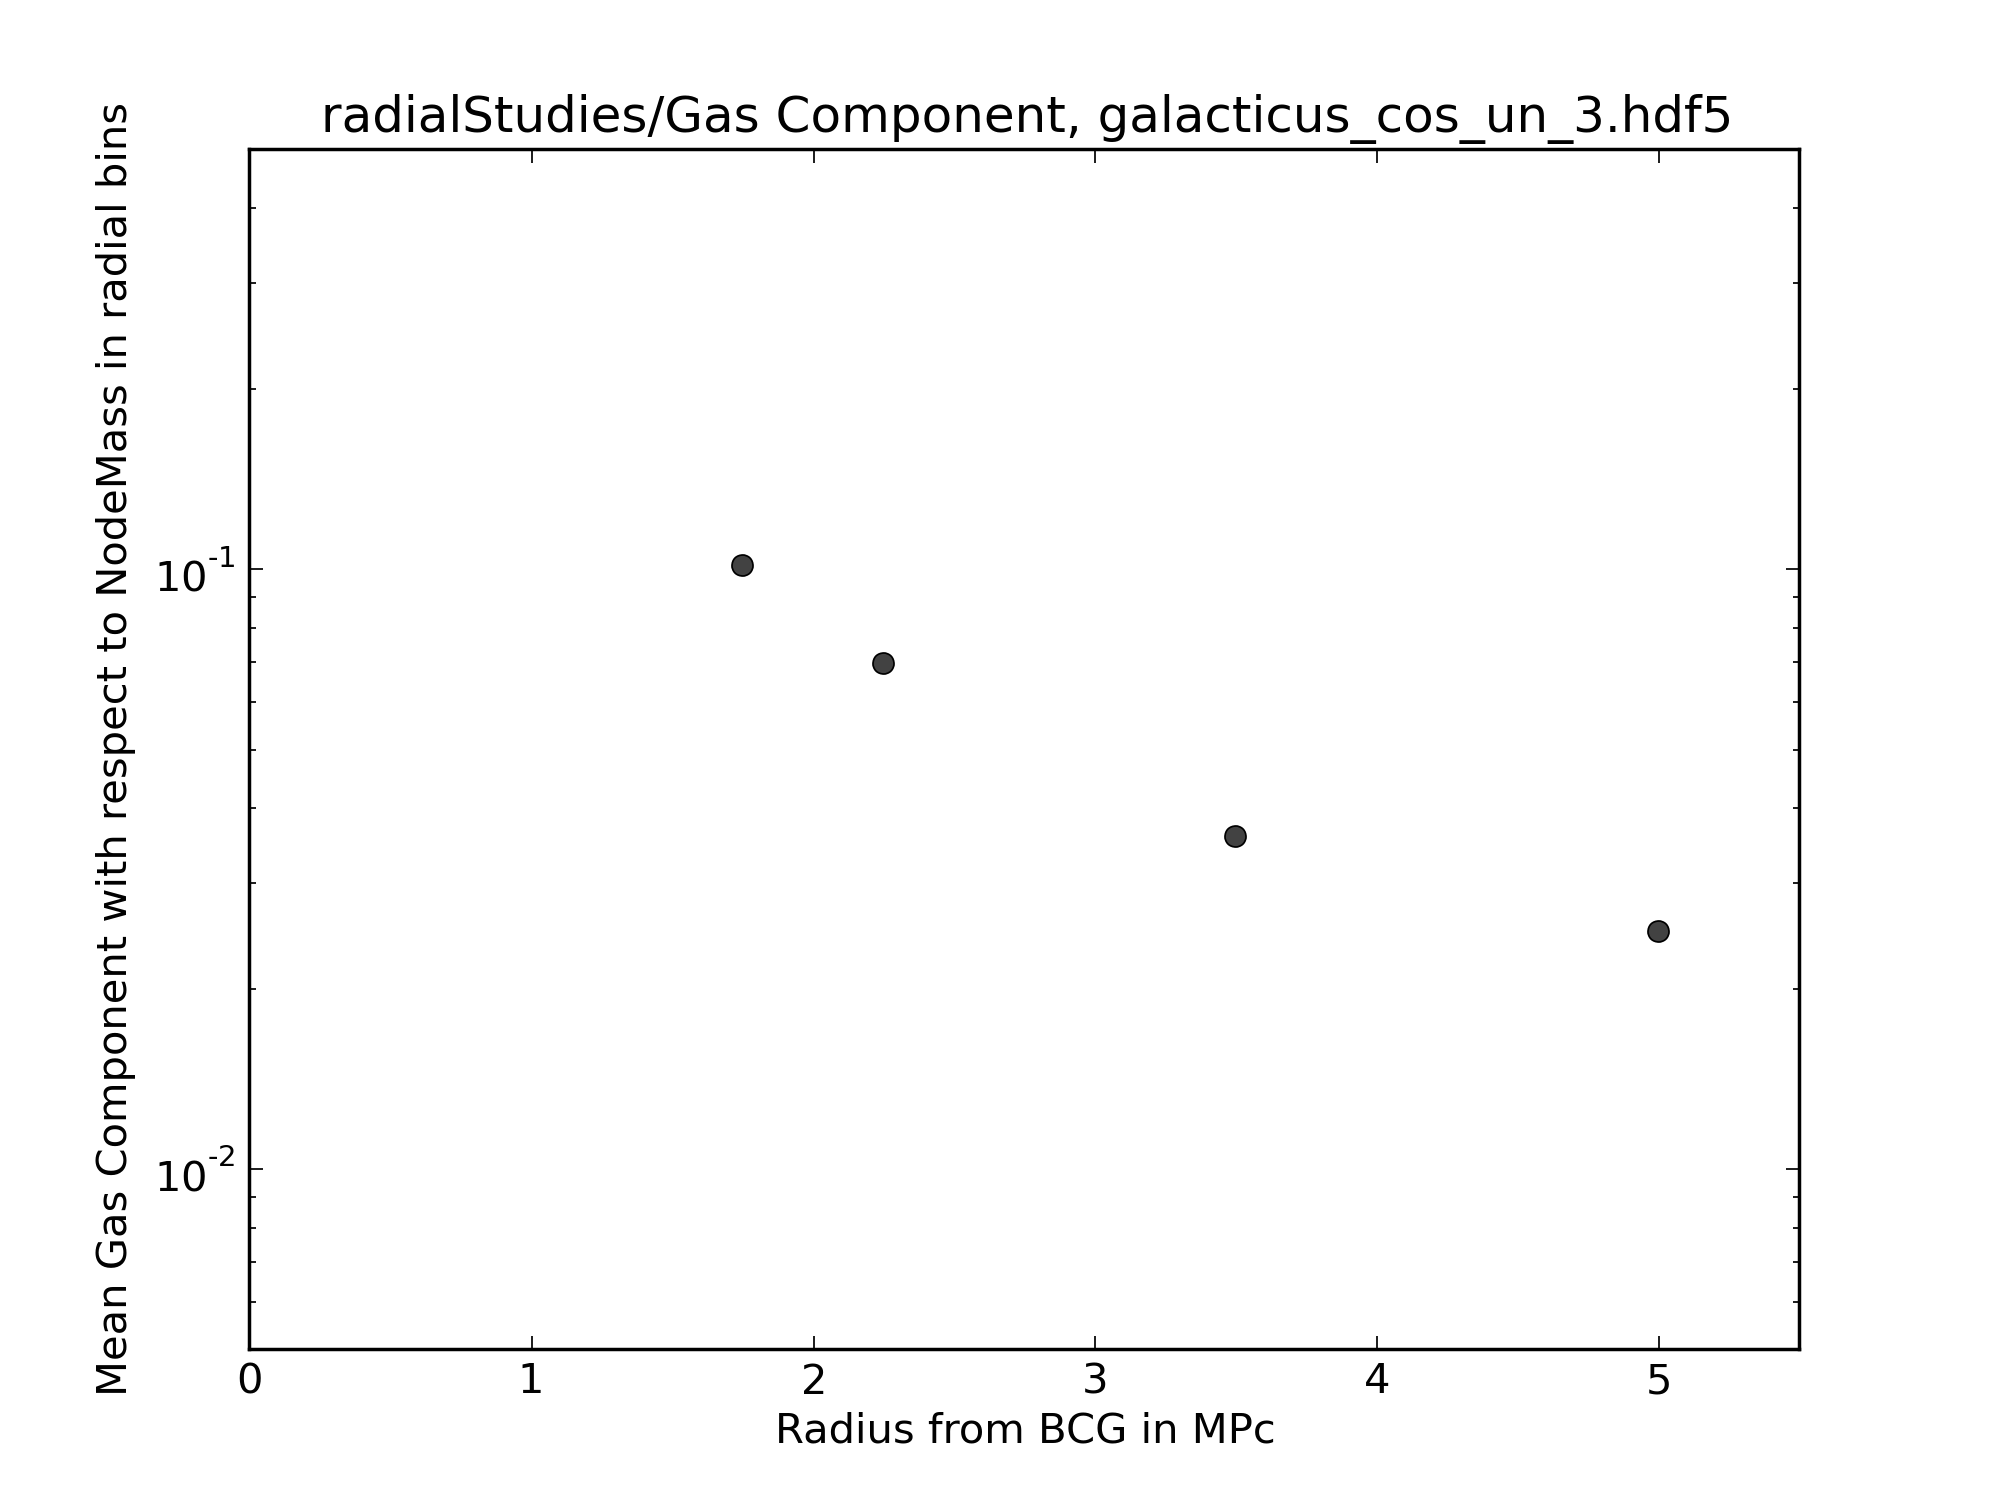 radialStudies/Gas Component, galacticus_cos_un_3.hdf5
Mean Gas Component with respect to NodeMass in radial bins
10^-1
10^-2
0 1 2 3 4 5
Radius from BCG in MPc